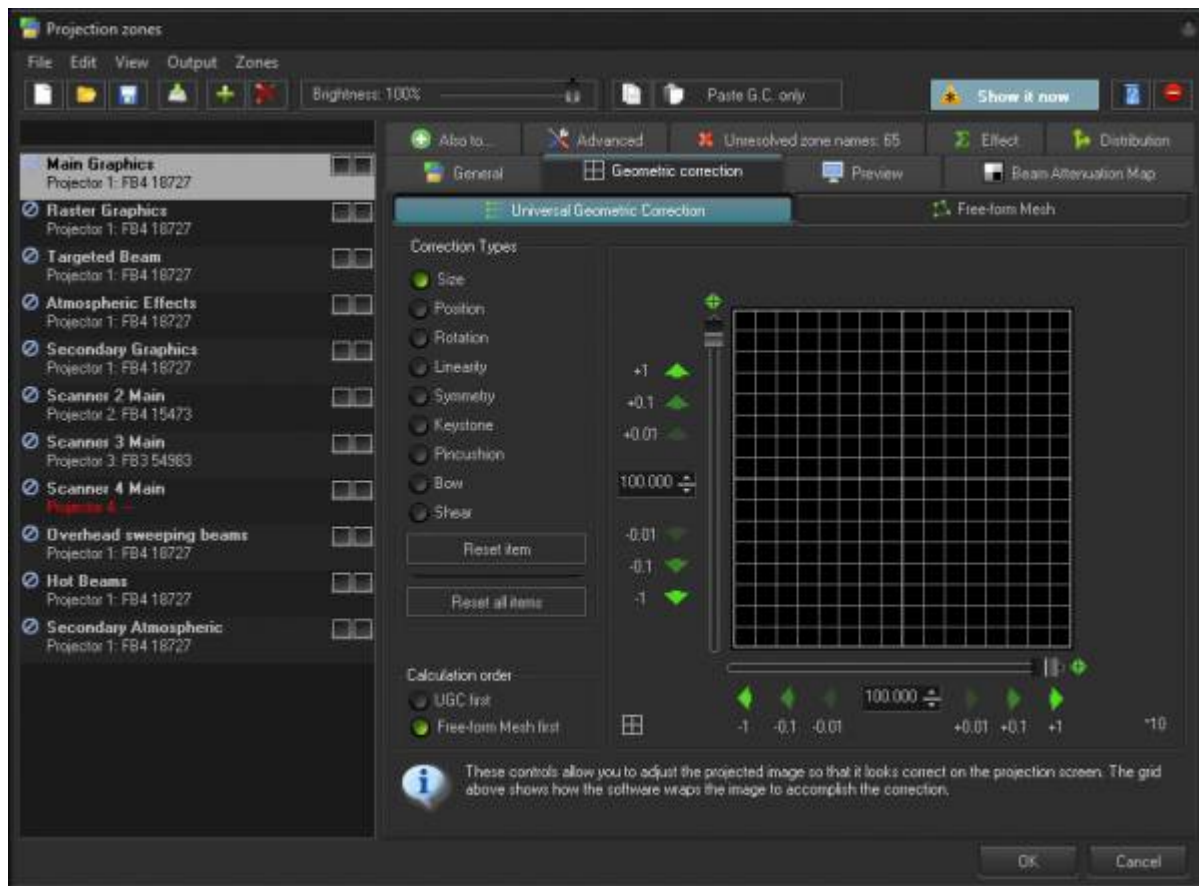 Projection zones
File Edit View Output Zones
Brightness: 100% Paste G.C. only Show it now
Also to... Advanced Unresolved zone names: 65 Effect Distribution
General Geometric correction Preview Beam Attenuation Map
Universal Geometric Correction Free-form Mesh
Main Graphics
Projector 1: FB4 18727
Raster Graphics
Projector 1: FB4 18727
Targeted Beam
Projector 1: FB4 18727
Atmospheric Effects
Projector 1: FB4 18727
Secondary Graphics
Projector 1: FB4 18727
Scanner 2 Main
Projector 2: FB4 15473
Scanner 3 Main
Projector 3: FB3 54983
Scanner 4 Main
Projector 4: --
Overhead sweeping beams
Projector 1: FB4 18727
Hot Beams
Projector 1: FB4 18727
Secondary Atmospheric
Projector 1: FB4 18727
Correction Types
Size
Position
Rotation
Linearity
Symmetry
Keystone
Pincushion
Bow
Shear
Reset item
Reset all items
Calculation order
UGC first
Free-form Mesh first
+1
+0.1
+0.01
100.000
-0.01
-0.1
-1
100.000
-1 -0.1 -0.01 +0.01 +0.1 +1 *10
These controls allow you to adjust the projected image so that it looks correct on the projection screen. The grid
above shows how the software wraps the image to accomplish the correction.
OK Cancel